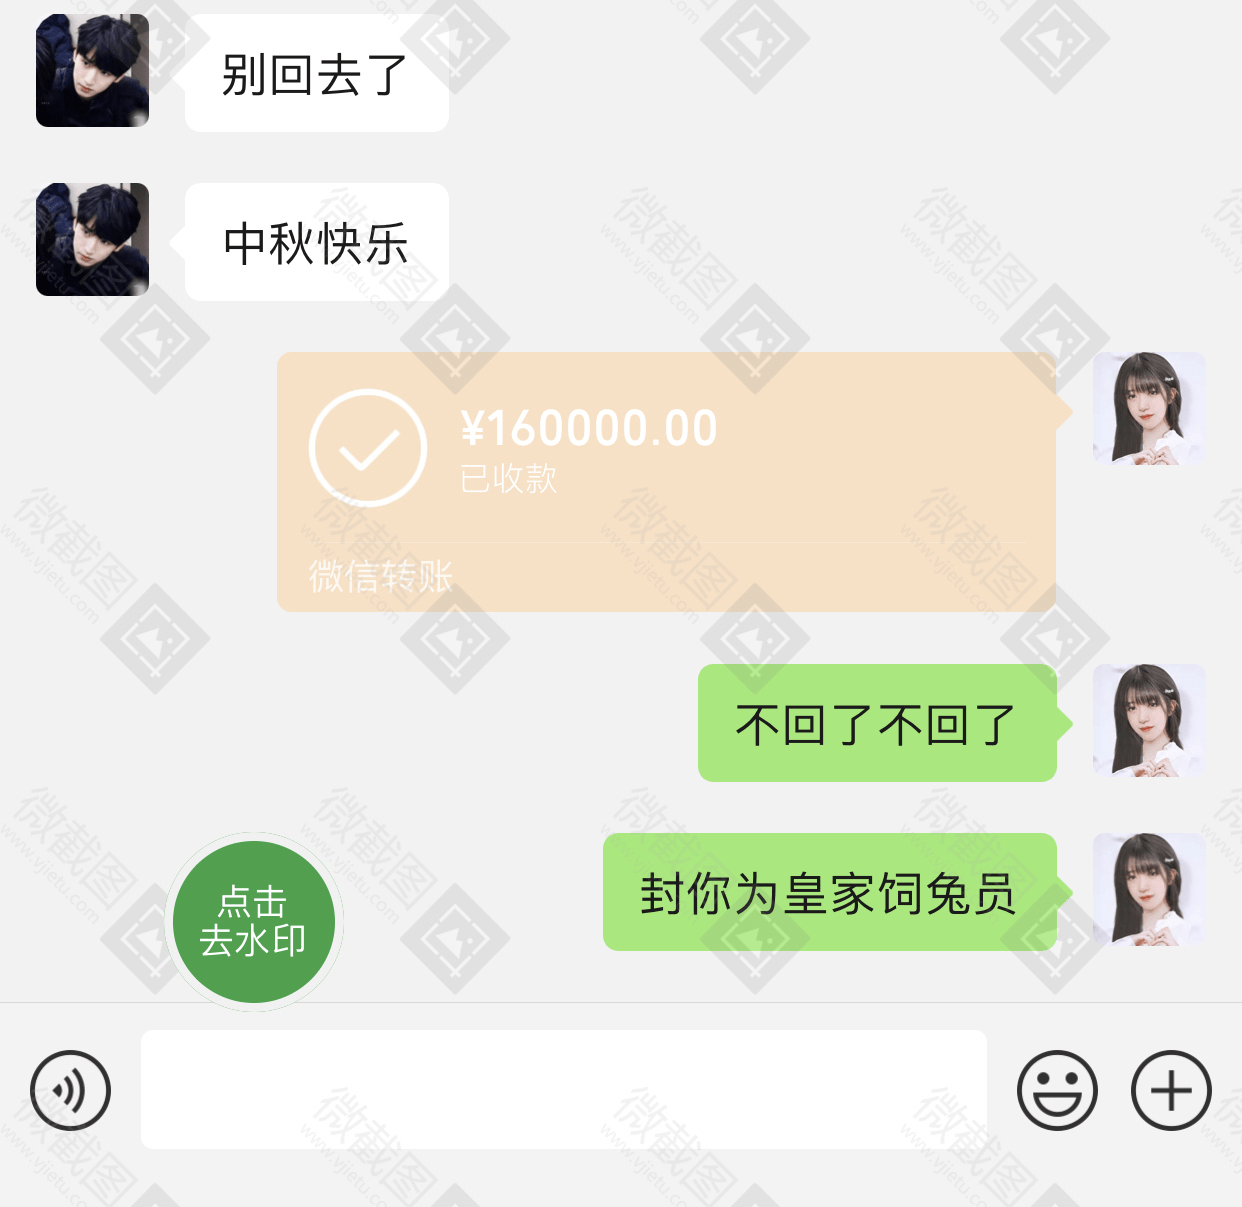 别回去了
中秋快乐
¥160000.00
已收款
微信转账
不回了不回了
封你为皇家饲兔员
点击
去水印
微截图
www.vjietu.com